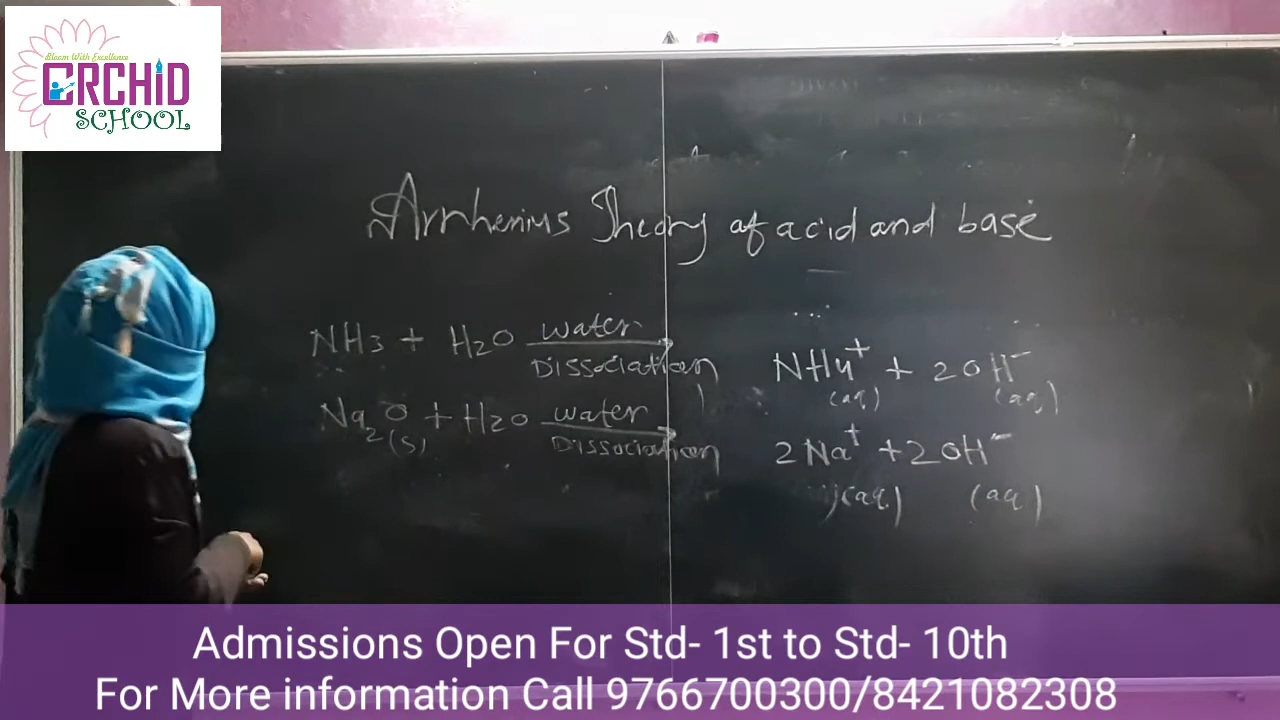 Bloom With Excellence
ORCHID
SCHOOL
Arrhenius Theory of acid and base
NH3 + H2O water Dissociation NH4+ + 2OH-
(aq) (aq)
Na2O + H2O water Dissociation 2Na+ + 2OH-
(s) (aq) (aq)
Admissions Open For Std- 1st to Std- 10th
For More information Call 9766700300/8421082308